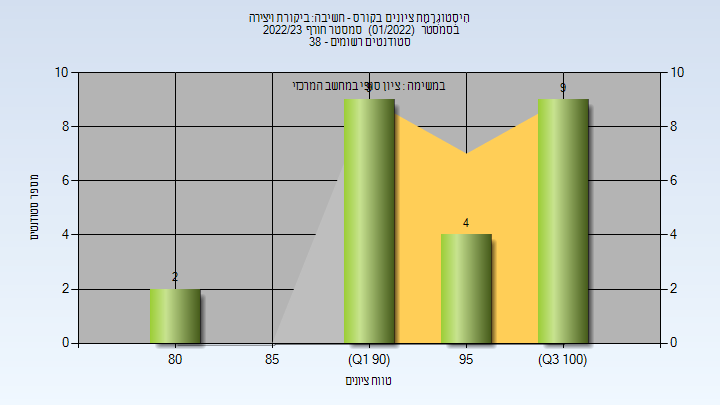 היסטוגרמת ציונים בקורס - חשיבה: ביקורת ויצירה
בסמסטר (01/2022) סמסטר חורף 2022/23
סטודנטים רשומים - 38
במשימה : ציון סופי במחשב המרכזי
מספר סטודנטים
10
8
6
4
2
0
10
8
6
4
2
0
2
9
4
9
80
85
(Q1 90)
95
(Q3 100)
טווח ציונים